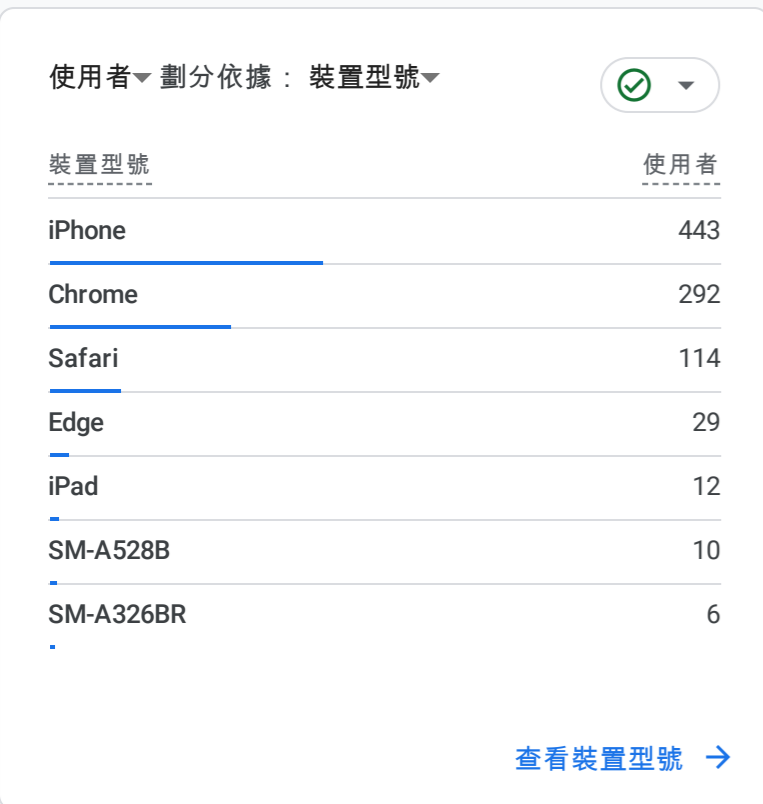 使用者 劃分依據： 裝置型號
裝置型號 使用者
iPhone 443
Chrome 292
Safari 114
Edge 29
iPad 12
SM-A528B 10
SM-A326BR 6
查看裝置型號